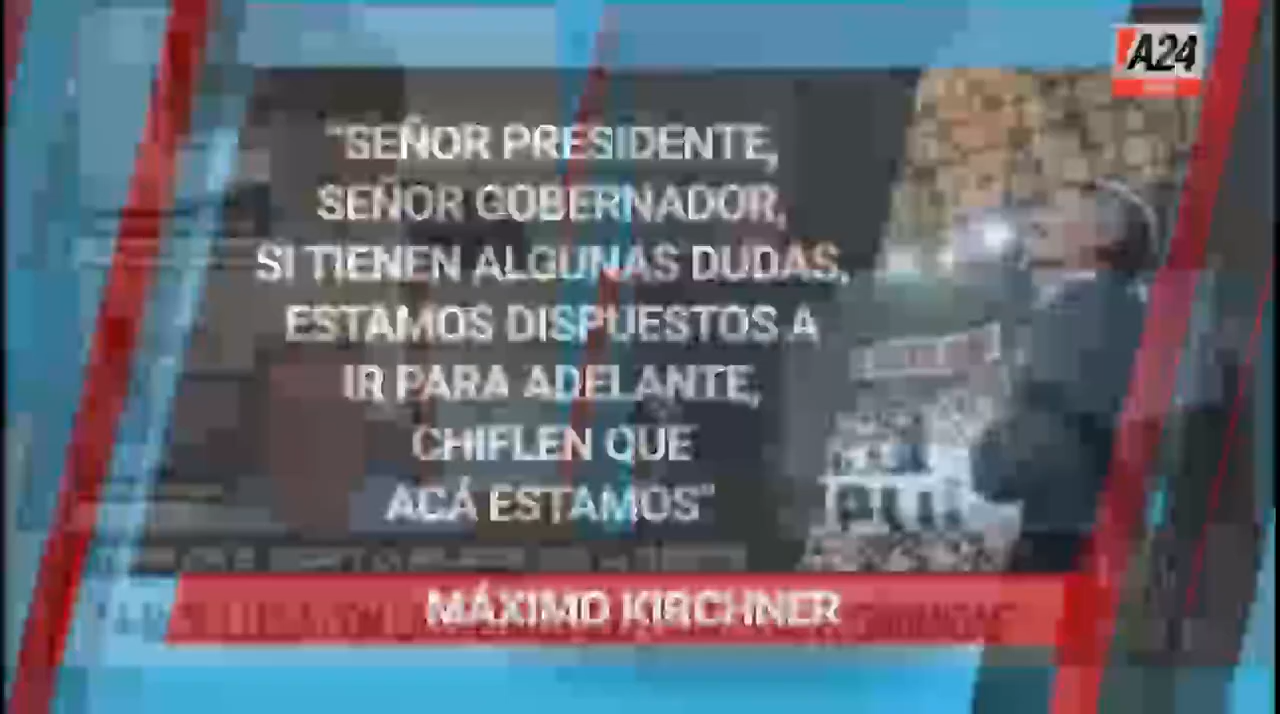 A24
"SEÑOR PRESIDENTE,
SEÑOR GOBERNADOR,
SI TIENEN ALGUNAS DUDAS,
ESTAMOS DISPUESTOS A
IR PARA ADELANTE,
CHIFLEN QUE
ACÁ ESTAMOS"
MÁXIMO KIRCHNER